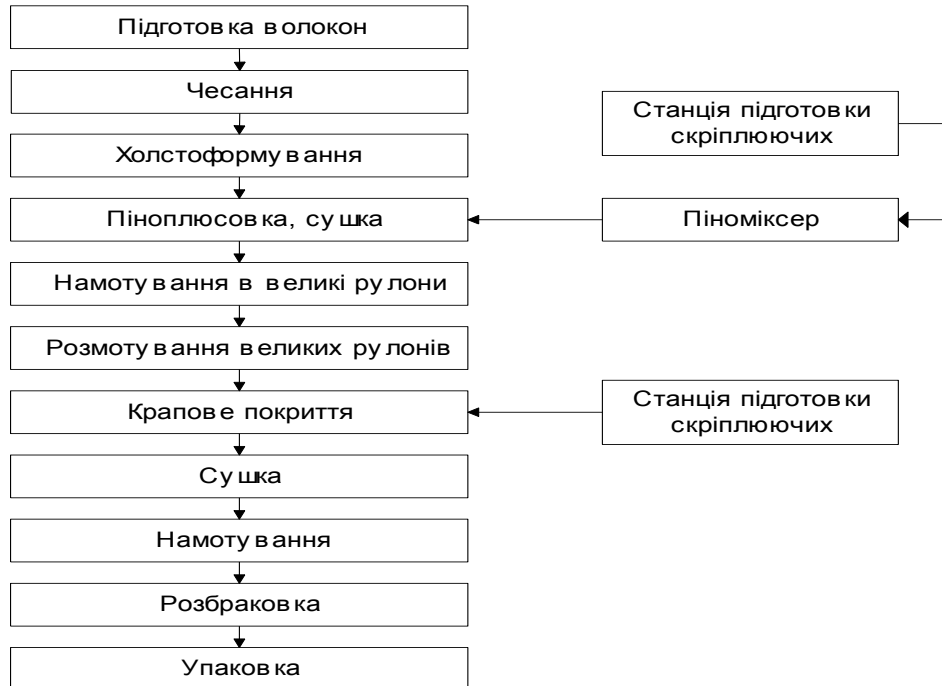 Підготовка волокон
Чесання
Холстоформування
Піноплюсовка, сушка
Намотування в великі рулони
Розмотування великих рулонів
Крапове покриття
Сушка
Намотування
Розбраковка
Упаковка
Станція підготовки
скріплюючих
Піноміксер
Станція підготовки
скріплюючих